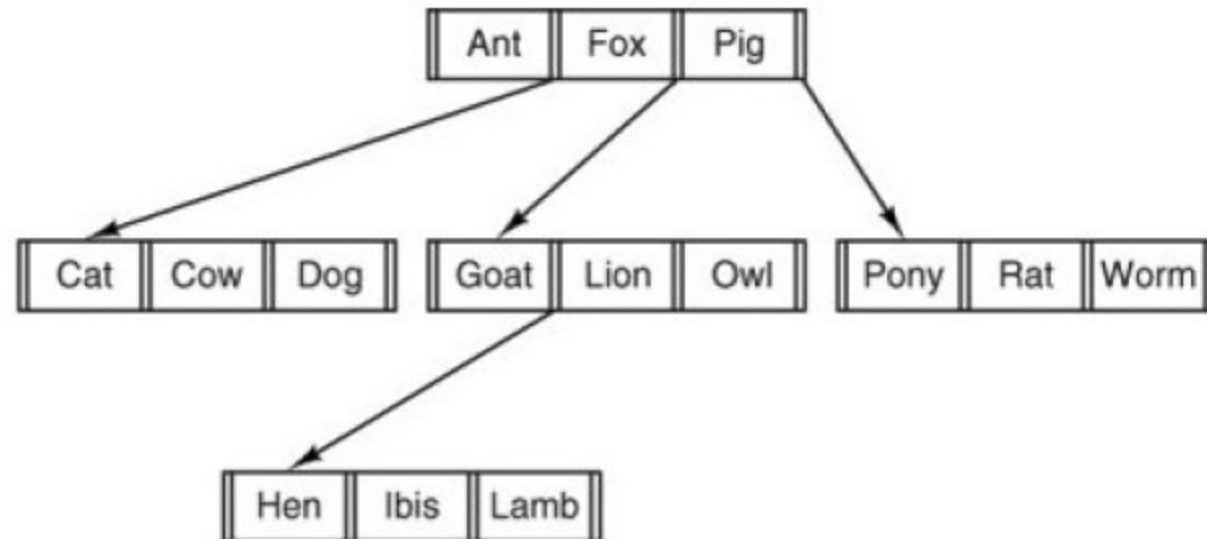 Ant Fox Pig
Cat Cow Dog Goat Lion Owl Pony Rat Worm
Hen Ibis Lamb